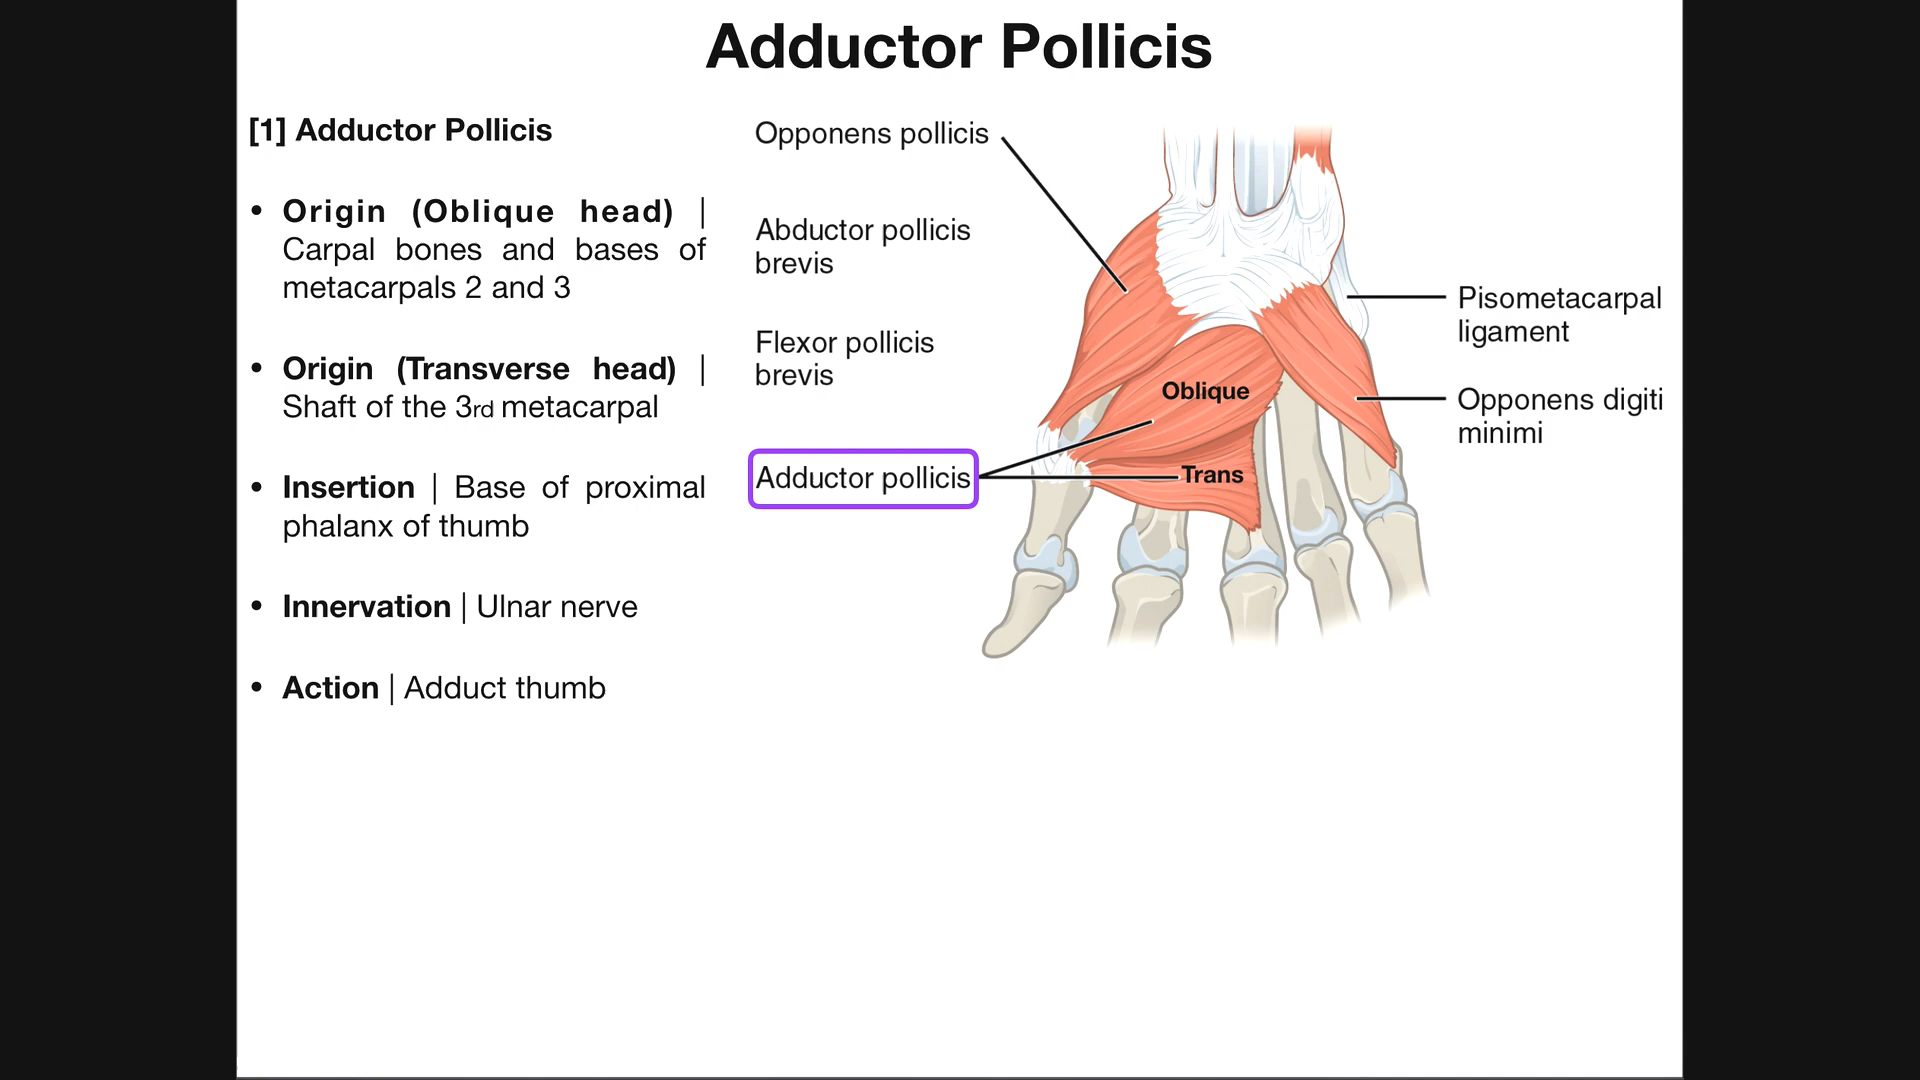 Adductor Pollicis
[1] Adductor Pollicis
• Origin (Oblique head) |
Carpal bones and bases of
metacarpals 2 and 3
• Origin (Transverse head) |
Shaft of the 3rd metacarpal
• Insertion | Base of proximal
phalanx of thumb
• Innervation | Ulnar nerve
• Action | Adduct thumb
Opponens pollicis
Abductor pollicis
brevis
Flexor pollicis
brevis
Adductor pollicis
Oblique
Trans
Pisometacarpal
ligament
Opponens digiti
minimi